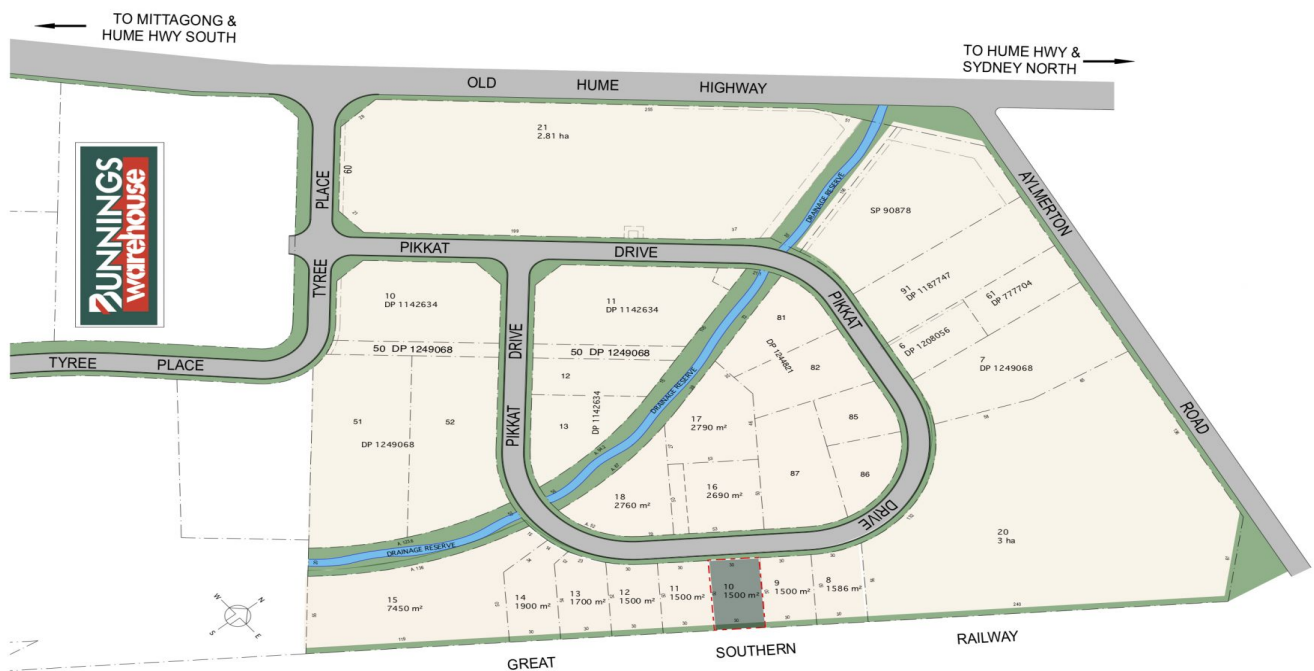 TO MITTAGONG &
HUME HWY SOUTH
TO HUME HWY &
SYDNEY NORTH
OLD HUME HIGHWAY
BUNNINGS
warehouse
TYREE PLACE
TYREE PLACE
PIKKAT DRIVE
PIKKAT DRIVE
PIKKAT DRIVE
AYLMERTON ROAD
21
2.81 ha
60
DRAINAGE RESERVE
SP 90878
91
DP 1187747
61
DP 777704
6
DP 1208056
7
DP 1249068
10
DP 1142634
11
DP 1142634
50 DP 1249068
50 DP 1249068
12
13
DP 1142634
51
52
DP 1249068
DRAINAGE RESERVE
81
DP 1244821
82
85
86
87
17
2790 m²
16
2690 m²
18
2760 m²
DRAINAGE RESERVE
20
3 ha
15
7450 m²
14
1900 m²
13
1700 m²
12
1500 m²
11
1500 m²
10
1500 m²
9
1500 m²
8
1586 m²
W
N
S
E
GREAT SOUTHERN RAILWAY